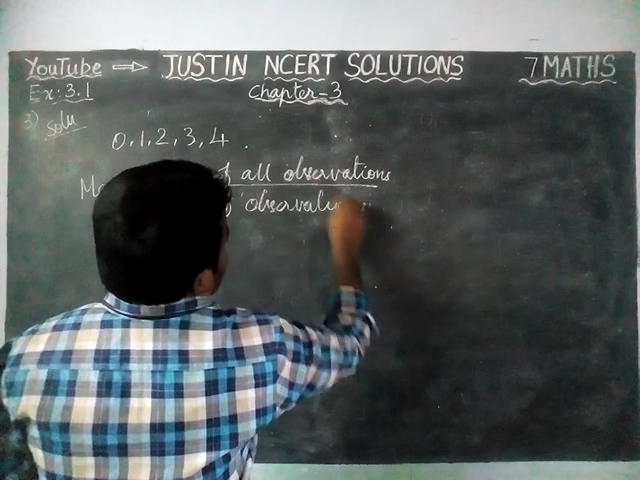 YouTube ⇒ JUSTIN NCERT SOLUTIONS 7 MATHS
Ex: 3.1 Chapter-3
3) Solu
0, 1, 2, 3, 4.
all observations